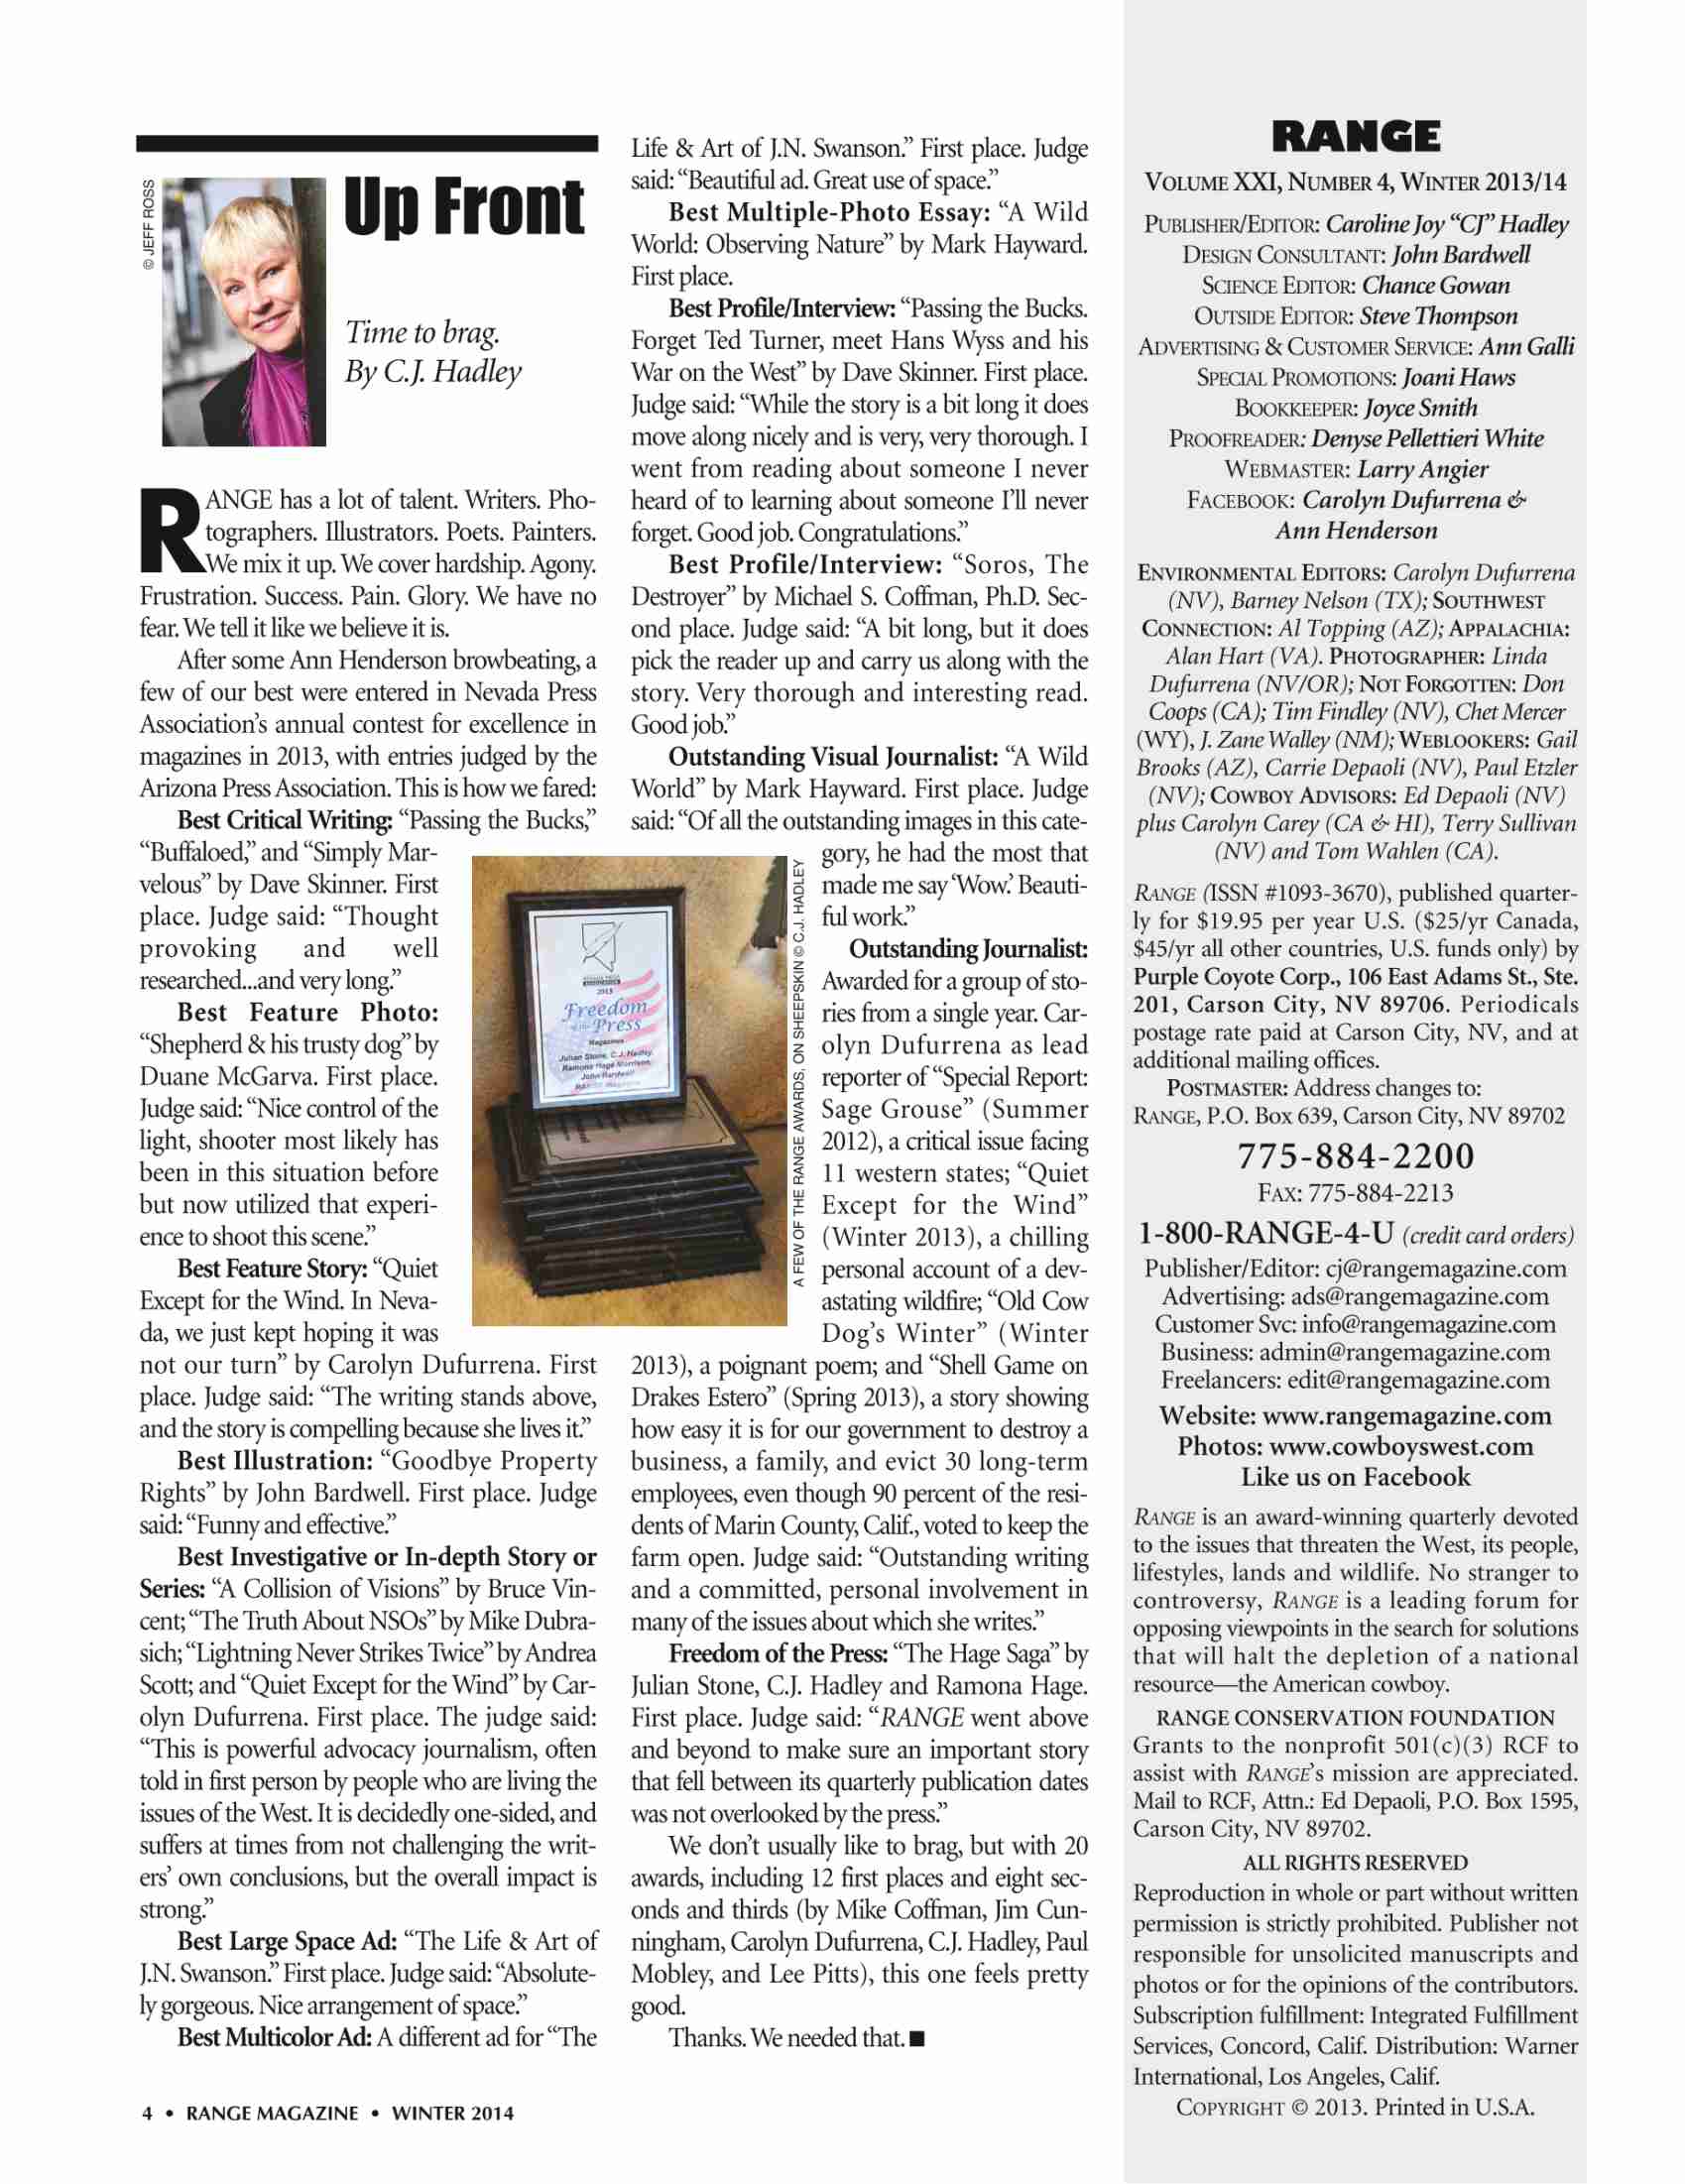 © JEFF ROSS
Up Front
Time to brag.
By C.J. Hadley
RANGE has a lot of talent. Writers. Pho-
tographers. Illustrators. Poets. Painters.
We mix it up. We cover hardship. Agony.
Frustration. Success. Pain. Glory. We have no
fear. We tell it like we believe it is.
After some Ann Henderson browbeating, a
few of our best were entered in Nevada Press
Association’s annual contest for excellence in
magazines in 2013, with entries judged by the
Arizona Press Association. This is how we fared:
Best Critical Writing: “Passing the Bucks,”
“Buffaloed,” and “Simply Mar-
velous” by Dave Skinner. First
place. Judge said: “Thought
provoking and well
researched...and very long.”
Best Feature Photo:
“Shepherd & his trusty dog” by
Duane McGarva. First place.
Judge said: “Nice control of the
light, shooter most likely has
been in this situation before
but now utilized that experi-
ence to shoot this scene.”
Best Feature Story: “Quiet
Except for the Wind. In Neva-
da, we just kept hoping it was
not our turn” by Carolyn Dufurrena. First
place. Judge said: “The writing stands above,
and the story is compelling because she lives it.”
Best Illustration: “Goodbye Property
Rights” by John Bardwell. First place. Judge
said: “Funny and effective.”
Best Investigative or In-depth Story or
Series: “A Collision of Visions” by Bruce Vin-
cent; “The Truth About NSOs” by Mike Dubra-
sich; “Lightning Never Strikes Twice” by Andrea
Scott; and “Quiet Except for the Wind” by Car-
olyn Dufurrena. First place. The judge said:
“This is powerful advocacy journalism, often
told in first person by people who are living the
issues of the West. It is decidedly one-sided, and
suffers at times from not challenging the writ-
ers’ own conclusions, but the overall impact is
strong.”
Best Large Space Ad: “The Life & Art of
J.N. Swanson.” First place. Judge said: “Absolute-
ly gorgeous. Nice arrangement of space.”
Best Multicolor Ad: A different ad for “The
Life & Art of J.N. Swanson.” First place. Judge
said: “Beautiful ad. Great use of space.”
Best Multiple-Photo Essay: “A Wild
World: Observing Nature” by Mark Hayward.
First place.
Best Profile/Interview: “Passing the Bucks.
Forget Ted Turner, meet Hans Wyss and his
War on the West” by Dave Skinner. First place.
Judge said: “While the story is a bit long it does
move along nicely and is very, very thorough. I
went from reading about someone I never
heard of to learning about someone I’ll never
forget. Good job. Congratulations.”
Best Profile/Interview: “Soros, The
Destroyer” by Michael S. Coffman, Ph.D. Sec-
ond place. Judge said: “A bit long, but it does
pick the reader up and carry us along with the
story. Very thorough and interesting read.
Good job.”
Outstanding Visual Journalist: “A Wild
World” by Mark Hayward. First place. Judge
said: “Of all the outstanding images in this cate-
gory, he had the most that
made me say ‘Wow.’ Beauti-
ful work.”
Outstanding Journalist:
Awarded for a group of sto-
ries from a single year. Car-
olyn Dufurrena as lead
reporter of “Special Report:
Sage Grouse” (Summer
2012), a critical issue facing
11 western states; “Quiet
Except for the Wind”
(Winter 2013), a chilling
personal account of a dev-
astating wildfire; “Old Cow
Dog’s Winter” (Winter
2013), a poignant poem; and “Shell Game on
Drakes Estero” (Spring 2013), a story showing
how easy it is for our government to destroy a
business, a family, and evict 30 long-term
employees, even though 90 percent of the resi-
dents of Marin County, Calif., voted to keep the
farm open. Judge said: “Outstanding writing
and a committed, personal involvement in
many of the issues about which she writes.”
Freedom of the Press: “The Hage Saga” by
Julian Stone, C.J. Hadley and Ramona Hage.
First place. Judge said: “RANGE went above
and beyond to make sure an important story
that fell between its quarterly publication dates
was not overlooked by the press.”
We don’t usually like to brag, but with 20
awards, including 12 first places and eight sec-
onds and thirds (by Mike Coffman, Jim Cun-
ningham, Carolyn Dufurrena, C.J. Hadley, Paul
Mobley, and Lee Pitts), this one feels pretty
good.
Thanks. We needed that. ■
2013
Freedom
of the Press
Magazines
Julian Stone, C.J. Hadley,
Ramona Hage Morrison,
John Bardwell
RANGE magazine
A FEW OF THE RANGE AWARDS, ON SHEEPSKIN © C.J. HADLEY
RANGE
VOLUME XXI, NUMBER 4, WINTER 2013/14
PUBLISHER/EDITOR: Caroline Joy “CJ” Hadley
DESIGN CONSULTANT: John Bardwell
SCIENCE EDITOR: Chance Gowan
OUTSIDE EDITOR: Steve Thompson
ADVERTISING & CUSTOMER SERVICE: Ann Galli
SPECIAL PROMOTIONS: Joani Haws
BOOKKEEPER: Joyce Smith
PROOFREADER: Denyse Pellettieri White
WEBMASTER: Larry Angier
FACEBOOK: Carolyn Dufurrena &
Ann Henderson
ENVIRONMENTAL EDITORS: Carolyn Dufurrena
(NV), Barney Nelson (TX); SOUTHWEST
CONNECTION: Al Topping (AZ); APPALACHIA:
Alan Hart (VA). PHOTOGRAPHER: Linda
Dufurrena (NV/OR); NOT FORGOTTEN: Don
Coops (CA); Tim Findley (NV), Chet Mercer
(WY), J. Zane Walley (NM); WEBLOOKERS: Gail
Brooks (AZ), Carrie Depaoli (NV), Paul Etzler
(NV); COWBOY ADVISORS: Ed Depaoli (NV)
plus Carolyn Carey (CA & HI), Terry Sullivan
(NV) and Tom Wahlen (CA).
RANGE (ISSN #1093-3670), published quarter-
ly for $19.95 per year U.S. ($25/yr Canada,
$45/yr all other countries, U.S. funds only) by
Purple Coyote Corp., 106 East Adams St., Ste.
201, Carson City, NV 89706. Periodicals
postage rate paid at Carson City, NV, and at
additional mailing offices.
POSTMASTER: Address changes to:
RANGE, P.O. Box 639, Carson City, NV 89702
775-884-2200
FAX: 775-884-2213
1-800-RANGE-4-U (credit card orders)
Publisher/Editor: cj@rangemagazine.com
Advertising: ads@rangemagazine.com
Customer Svc: info@rangemagazine.com
Business: admin@rangemagazine.com
Freelancers: edit@rangemagazine.com
Website: www.rangemagazine.com
Photos: www.cowboyswest.com
Like us on Facebook
RANGE is an award-winning quarterly devoted
to the issues that threaten the West, its people,
lifestyles, lands and wildlife. No stranger to
controversy, RANGE is a leading forum for
opposing viewpoints in the search for solutions
that will halt the depletion of a national
resource—the American cowboy.
RANGE CONSERVATION FOUNDATION
Grants to the nonprofit 501(c)(3) RCF to
assist with RANGE’s mission are appreciated.
Mail to RCF, Attn.: Ed Depaoli, P.O. Box 1595,
Carson City, NV 89702.
ALL RIGHTS RESERVED
Reproduction in whole or part without written
permission is strictly prohibited. Publisher not
responsible for unsolicited manuscripts and
photos or for the opinions of the contributors.
Subscription fulfillment: Integrated Fulfillment
Services, Concord, Calif. Distribution: Warner
International, Los Angeles, Calif.
COPYRIGHT © 2013. Printed in U.S.A.
4 • RANGE MAGAZINE • WINTER 2014